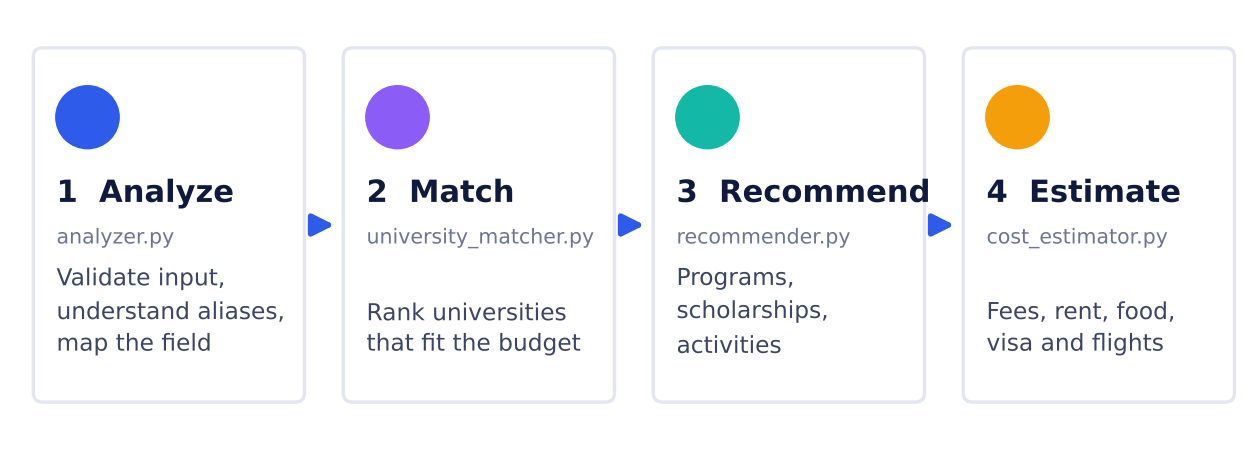 1 Analyze
analyzer.py
Validate input,
understand aliases,
map the field
2 Match
university_matcher.py
Rank universities
that fit the budget
3 Recommend
recommender.py
Programs,
scholarships,
activities
4 Estimate
cost_estimator.py
Fees, rent, food,
visa and flights